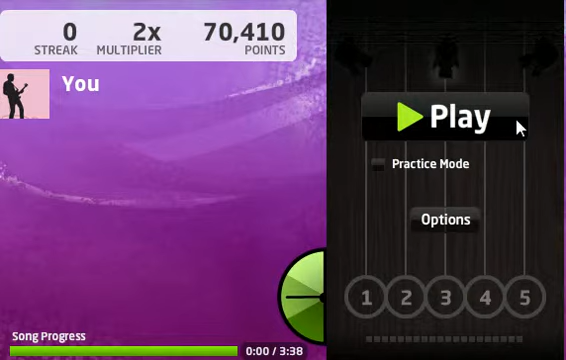 0 2x 70,410
STREAK MULTIPLIER POINTS
You
Play
Practice Mode
Options
1 2 3 4 5
Song Progress
0:00 / 3:38